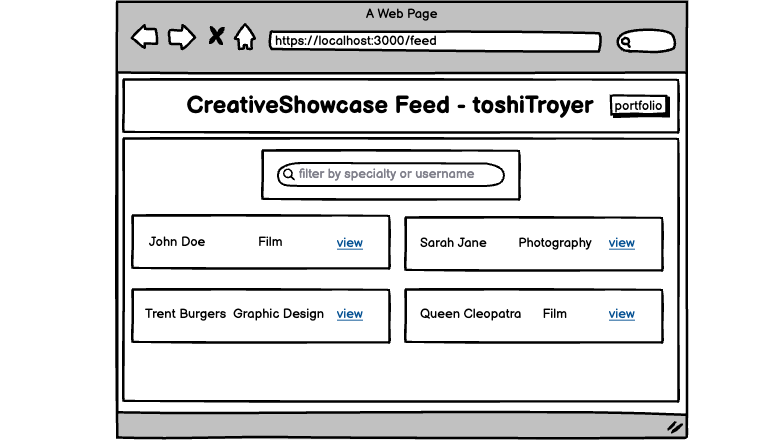 A Web Page
https://localhost:3000/feed
CreativeShowcase Feed - toshiTroyer
portfolio
filter by specialty or username
John Doe Film view
Sarah Jane Photography view
Trent Burgers Graphic Design view
Queen Cleopatra Film view